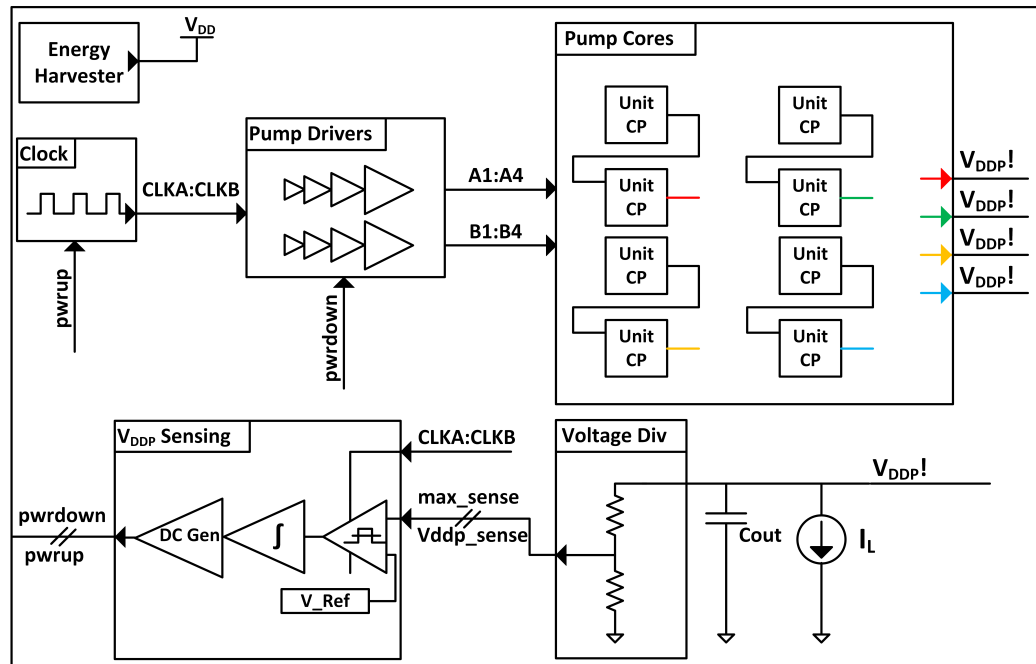 Energy
Harvester
VDD
Clock
CLKA:CLKB
pwrup
Pump Drivers
pwrdown
A1:A4
B1:B4
Pump Cores
Unit
CP
Unit
CP
Unit
CP
Unit
CP
Unit
CP
Unit
CP
Unit
CP
Unit
CP
VDDP!
VDDP!
VDDP!
VDDP!
VDDP Sensing
CLKA:CLKB
pwrdown
pwrup
DC Gen
∫
V_Ref
max_sense
Vddp_sense
Voltage Div
VDDP!
Cout
IL